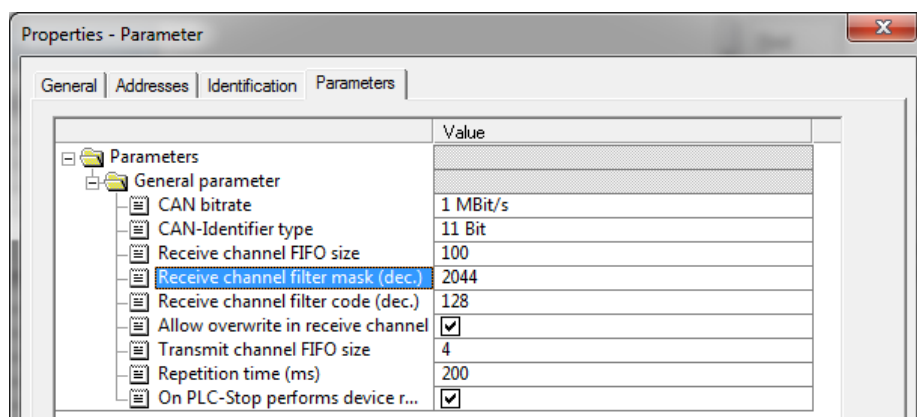 Properties - Parameter
General Addresses Identification Parameters
Value
Parameters
General parameter
CAN bitrate 1 MBit/s
CAN-Identifier type 11 Bit
Receive channel FIFO size 100
Receive channel filter mask (dec.) 2044
Receive channel filter code (dec.) 128
Allow overwrite in receive channel
Transmit channel FIFO size 4
Repetition time (ms) 200
On PLC-Stop performs device r...